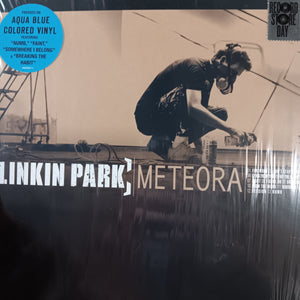 PRESSED ON
AQUA BLUE
COLORED VINYL
FEATURING
"NUMB," "FAINT,"
"SOMEWHERE I BELONG"
& "BREAKING THE
HABIT"
RECORD
STORE
DAY
LINKIN PARK METEORA